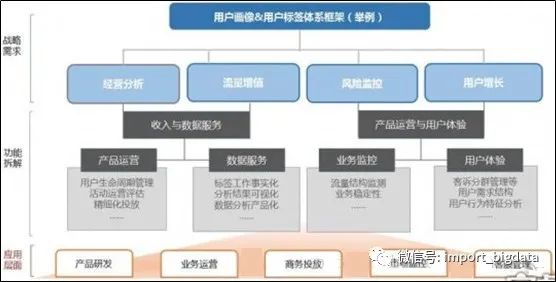 用户画像&用户标签体系框架（举例）
战略
需求
经营分析
流量增值
风险监控
用户增长
收入与数据服务
产品运营与用户体验
功能
拆解
产品运营
数据服务
业务监控
用户体验
用户生命周期管理
活动运营评估
精细化投放
……
标签工作事实化
分析结果可视化
数据分析产品化
……
流量结构监测
业务稳定性
……
客诉分群管理等
用户需求结构
用户行为特征分析
……
应用
层面
产品研发
业务运营
商务投放
微信号: import_bigdata